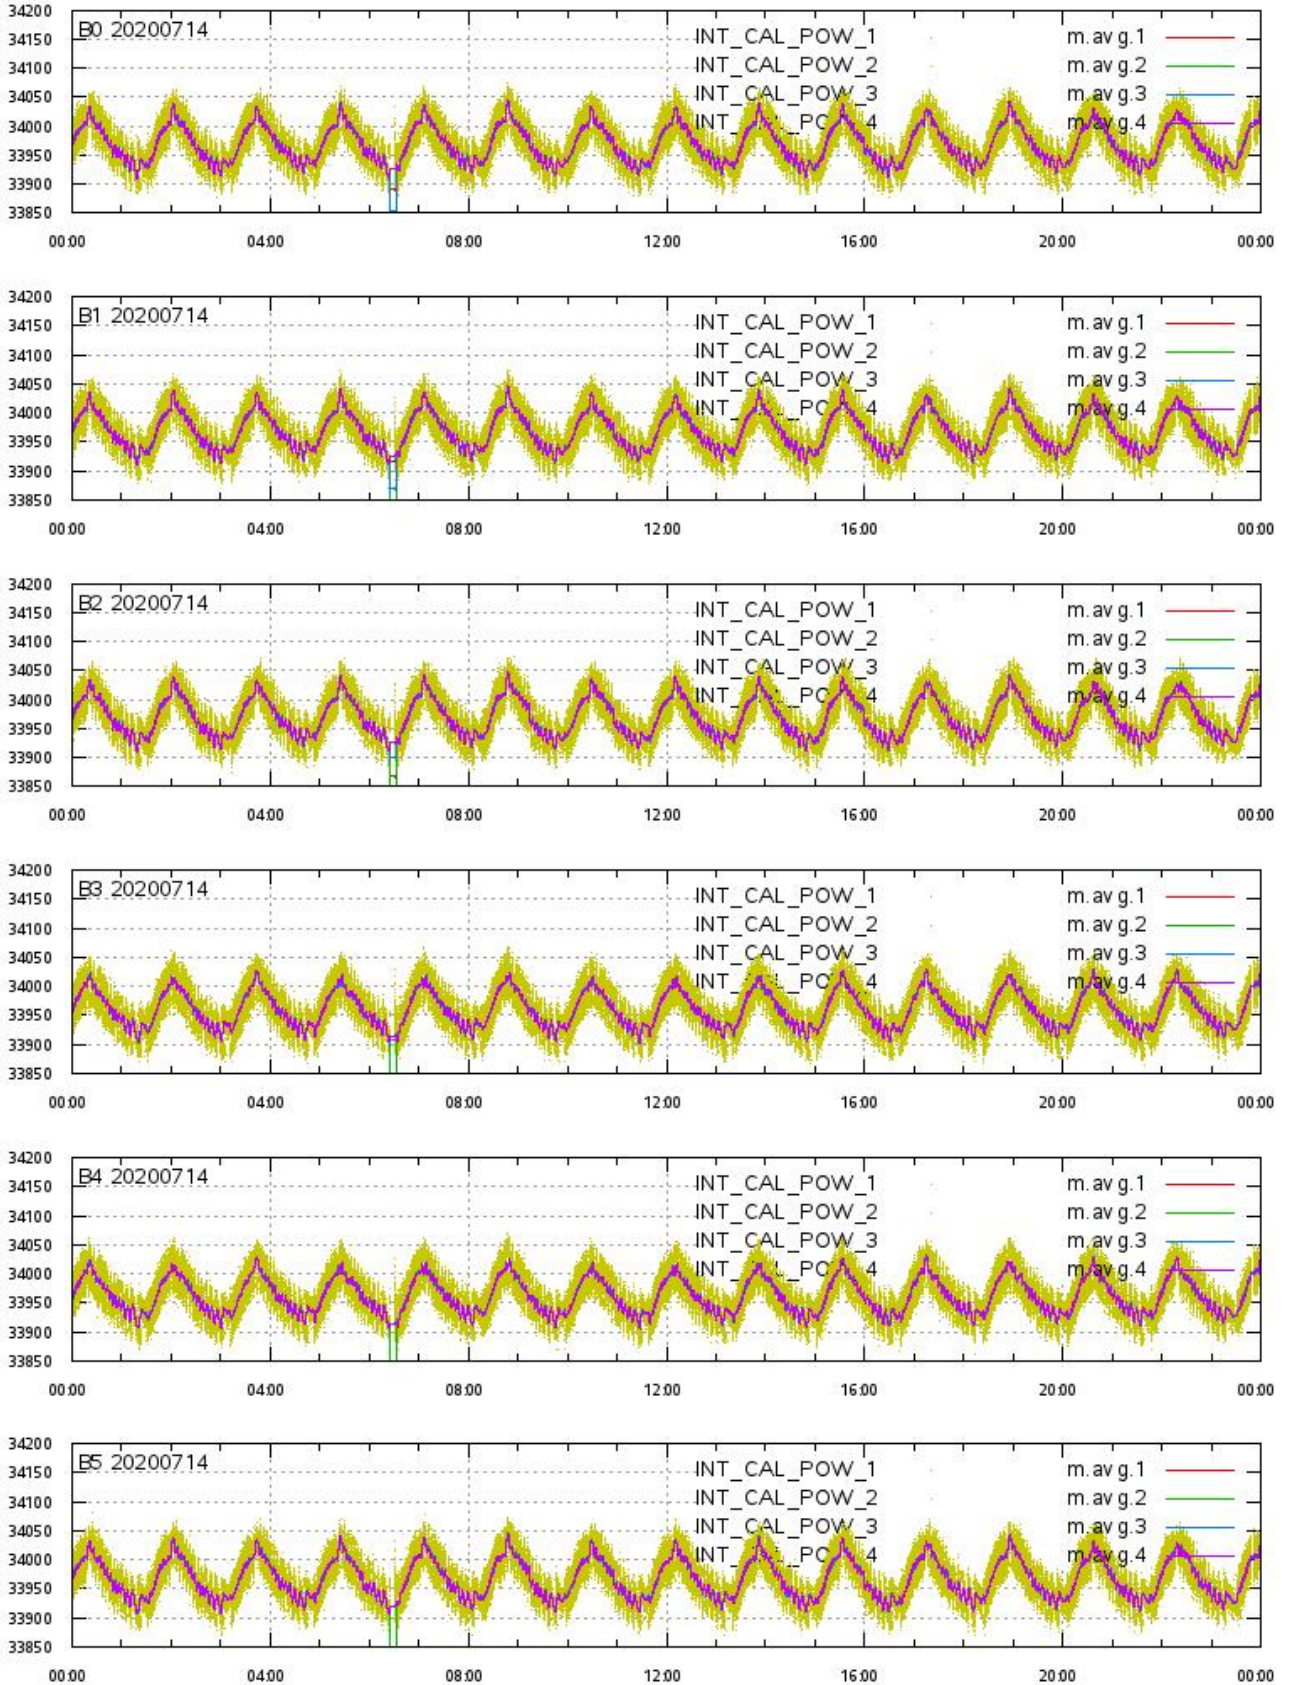 34200
B0 20200714 INT_CAL_POW_1 m.avg.1
34150
INT_CAL_POW_2 m.avg.2
34100
INT_CAL_POW_3 m.avg.3
34050
INT_CAL_POW_4 m.avg.4
34000
33950
33900
33850
00:00 04:00 08:00 12:00 16:00 20:00 00:00
34200
B1 20200714 INT_CAL_POW_1 m.avg.1
34150
INT_CAL_POW_2 m.avg.2
34100
INT_CAL_POW_3 m.avg.3
34050
INT_CAL_POW_4 m.avg.4
34000
33950
33900
33850
00:00 04:00 08:00 12:00 16:00 20:00 00:00
34200
B2 20200714 INT_CAL_POW_1 m.avg.1
34150
INT_CAL_POW_2 m.avg.2
34100
INT_CAL_POW_3 m.avg.3
34050
INT_CAL_POW_4 m.avg.4
34000
33950
33900
33850
00:00 04:00 08:00 12:00 16:00 20:00 00:00
34200
B3 20200714 INT_CAL_POW_1 m.avg.1
34150
INT_CAL_POW_2 m.avg.2
34100
INT_CAL_POW_3 m.avg.3
34050
INT_CAL_POW_4 m.avg.4
34000
33950
33900
33850
00:00 04:00 08:00 12:00 16:00 20:00 00:00
34200
B4 20200714 INT_CAL_POW_1 m.avg.1
34150
INT_CAL_POW_2 m.avg.2
34100
INT_CAL_POW_3 m.avg.3
34050
INT_CAL_POW_4 m.avg.4
34000
33950
33900
33850
00:00 04:00 08:00 12:00 16:00 20:00 00:00
34200
B5 20200714 INT_CAL_POW_1 m.avg.1
34150
INT_CAL_POW_2 m.avg.2
34100
INT_CAL_POW_3 m.avg.3
34050
INT_CAL_POW_4 m.avg.4
34000
33950
33900
33850
00:00 04:00 08:00 12:00 16:00 20:00 00:00